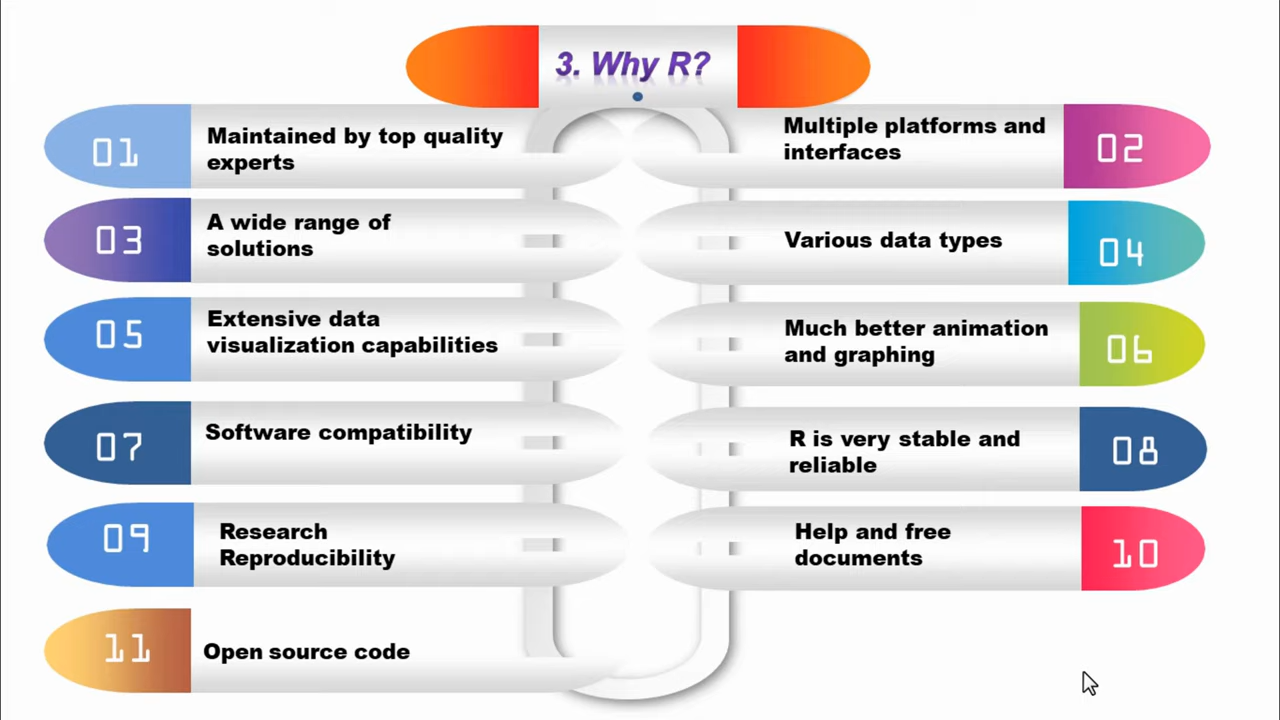 3. Why R?
01
Maintained by top quality
experts
Multiple platforms and
interfaces
02
03
A wide range of
solutions
Various data types
04
05
Extensive data
visualization capabilities
Much better animation
and graphing
06
07
Software compatibility
R is very stable and
reliable
08
09
Research
Reproducibility
Help and free
documents
10
11
Open source code